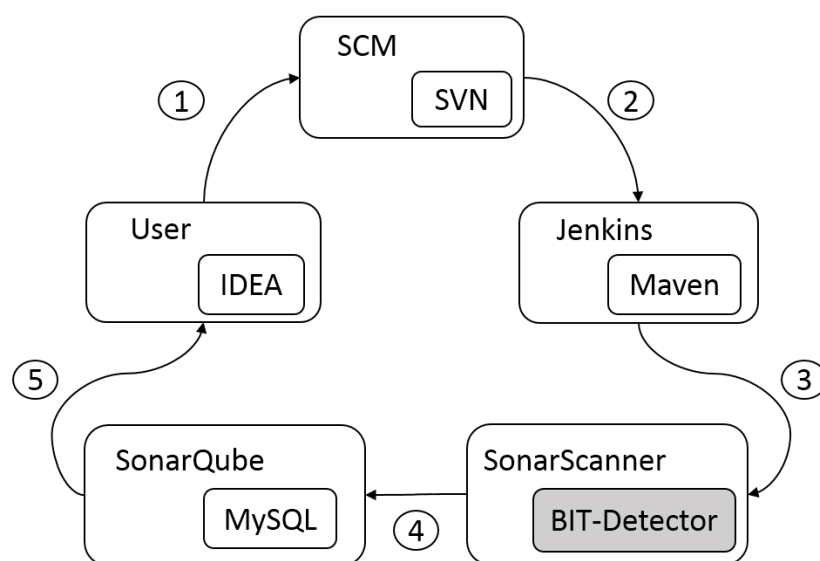 SCM
SVN
1
2
User
IDEA
Jenkins
Maven
5
3
SonarQube
MySQL
4
SonarScanner
BIT-Detector